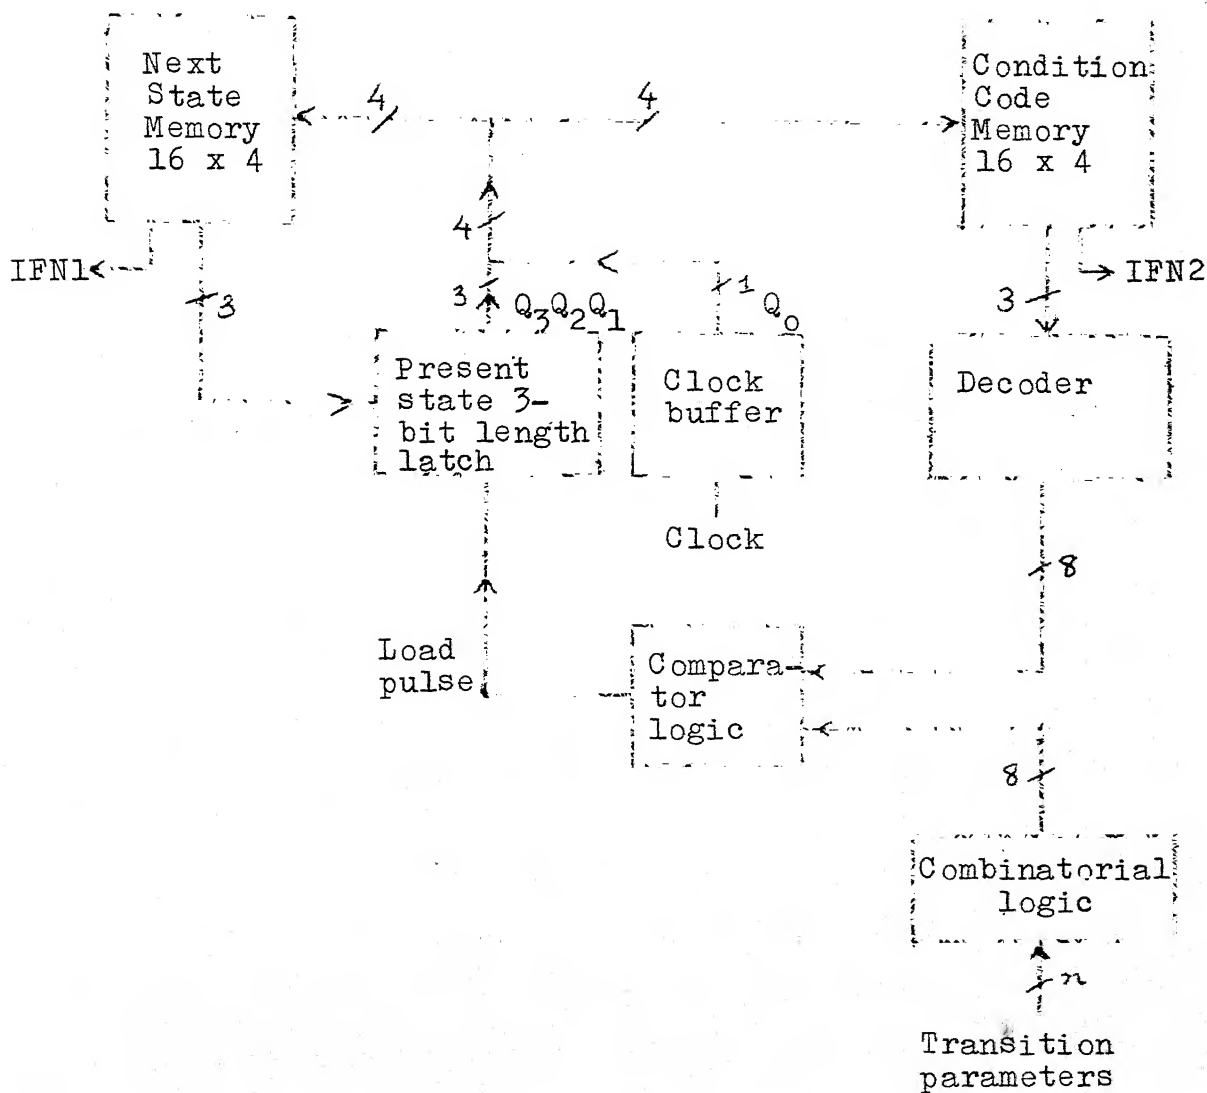 Next
State
Memory
16 x 4
Condition
Code
Memory
16 x 4
4
4
4
IFN1
3
3
Q3Q2Q1
1
Q0
3
IFN2
Present
state 3-
bit length
latch
Clock
buffer
Decoder
Clock
8
Load
pulse
Compara-
tor
logic
8
Combinatorial
logic
n
Transition
parameters